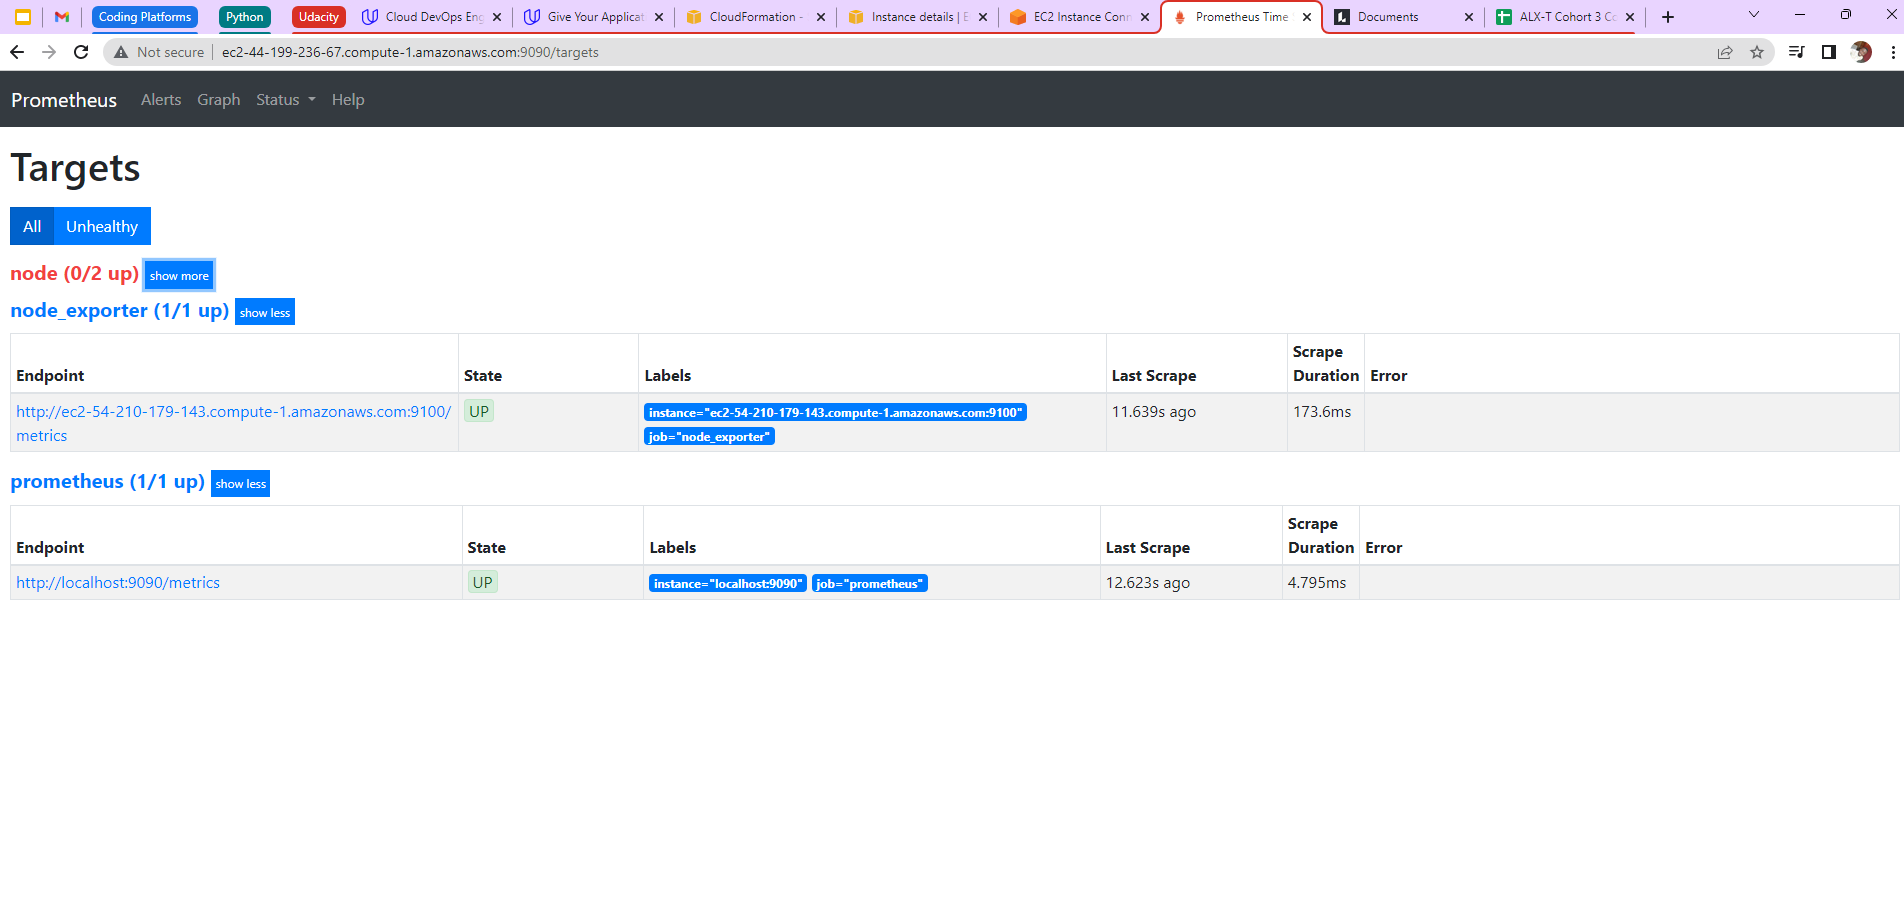 Coding Platforms
Python
Udacity
Cloud DevOps Eng
Give Your Applicat
CloudFormation -
Instance details | E
EC2 Instance Conn
Prometheus Time
Documents
ALX-T Cohort 3 Co
Not secure
ec2-44-199-236-67.compute-1.amazonaws.com:9090/targets
Prometheus Alerts Graph Status Help
Targets
All Unhealthy
node (0/2 up) show more
node_exporter (1/1 up) show less
Endpoint State Labels Last Scrape Scrape Duration Error
http://ec2-54-210-179-143.compute-1.amazonaws.com:9100/
metrics
UP
instance="ec2-54-210-179-143.compute-1.amazonaws.com:9100"
job="node_exporter"
11.639s ago
173.6ms
prometheus (1/1 up) show less
Endpoint State Labels Last Scrape Scrape Duration Error
http://localhost:9090/metrics UP instance="localhost:9090" job="prometheus" 12.623s ago 4.795ms